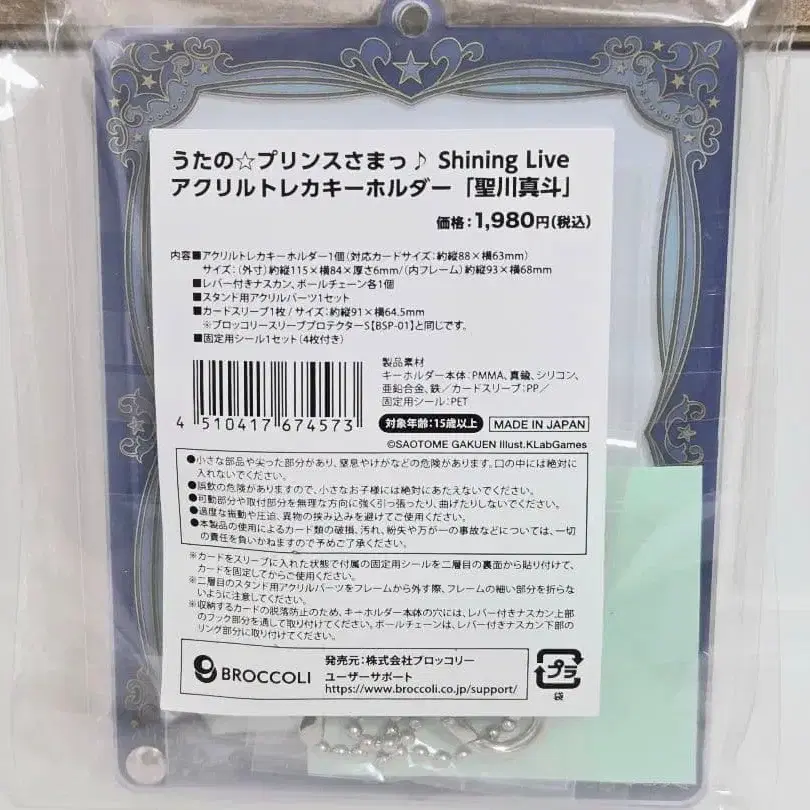 うたの☆プリンスさまっ♪ Shining Live
アクリルトレカキーホルダー「聖川真斗」
価格：1,980円(税込)
内容■アクリルトレカキーホルダー1個（対応カードサイズ：約縦88×横63mm）
サイズ：（外寸）約縦115×横84×厚さ6mm/（内フレーム）約縦93×横68mm
■レバー付きナスカン、ボールチェーン各1個
■スタンド用アクリルパーツ1セット
■カードスリーブ1枚 / サイズ：約縦91×横64.5mm
※ブロッコリースリーブプロテクターS【BSP-01】と同じです。
■固定用シール1セット（4枚付き）
製品素材
キーホルダー本体：PMMA、真鍮、シリコン、
亜鉛合金、鉄／カードスリーブ：PP／
固定用シール：PET
4 510417 674573
対象年齢：15歳以上 MADE IN JAPAN
©SAOTOME GAKUEN Illust.KLabGames
●小さな部品や尖った部分があり、窒息やけがなどの危険があります。口の中には絶対に
入れないでください。
●誤飲の危険がありますので、小さなお子様には絶対にあたえないでください。
●可動部分や取付部分を無理な方向に強く引っ張ったり、曲げたりしないでください。
●過度な振動や圧迫、異物の挟み込みを避けてご使用ください。
●本製品の使用によるカード類の破損、汚れ、紛失や万が一の事故などについては、一切
の責任を負いかねますので予めご了承ください。
※カードをスリーブに入れた状態で付属の固定用シールを二層目の裏面から貼り付けて、
カードを固定してからご使用ください。
※二層目のスタンド用アクリルパーツをフレームから外す際、フレームの細い部分を折らな
いように注意してください。
※収納するカードの脱落防止のため、キーホルダー本体の穴には、レバー付きナスカン上部
のフック部分を通して取り付けてください。ボールチェーンは、レバー付きナスカン下部の
リング部分に取り付けてください。
BROCCOLI
発売元：株式会社ブロッコリー
ユーザーサポート
https://www.broccoli.co.jp/support/
プラ
袋